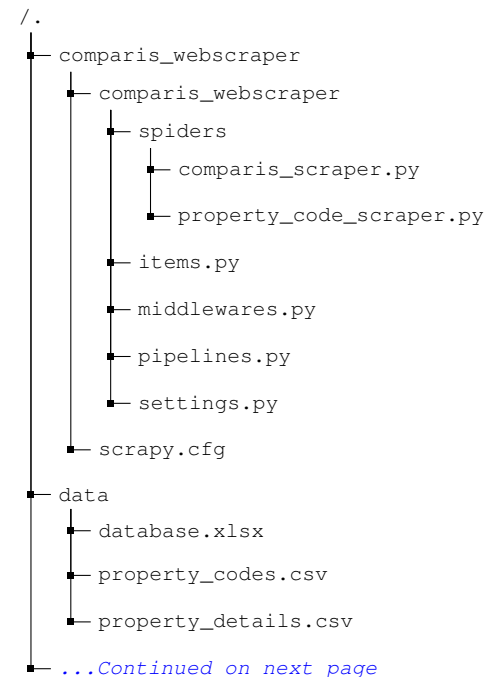 /.
comparis_webscraper
comparis_webscraper
spiders
comparis_scraper.py
property_code_scraper.py
items.py
middlewares.py
pipelines.py
settings.py
scrapy.cfg
data
database.xlsx
property_codes.csv
property_details.csv
...Continued on next page